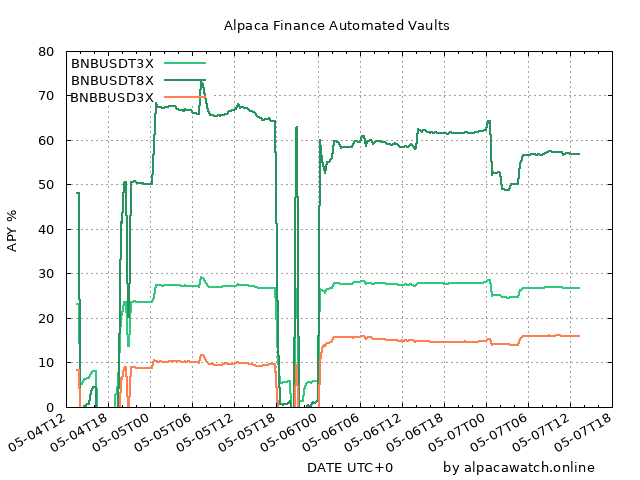 Alpaca Finance Automated Vaults
BNBUSDT3X
BNBUSDT8X
BNBBUSD3X
APY %
80
70
60
50
40
30
20
10
0
05-04T12
05-04T18
05-05T00
05-05T06
05-05T12
05-05T18
05-06T00
05-06T06
05-06T12
05-06T18
05-07T00
05-07T06
05-07T12
05-07T18
DATE UTC+0
by alpacawatch.online